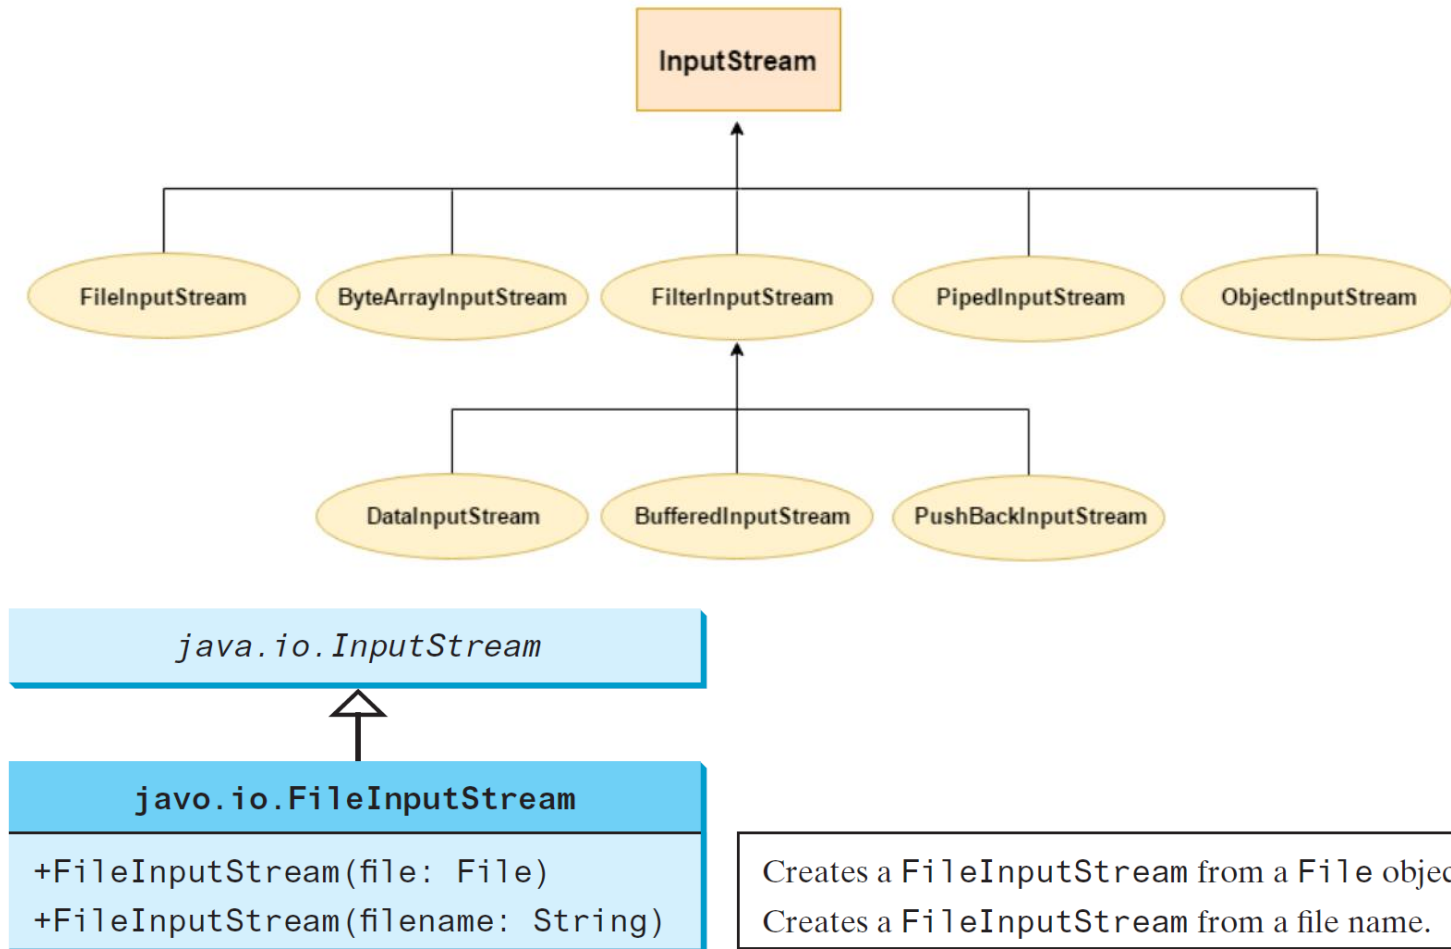 InputStream
FileInputStream
ByteArrayInputStream
FilterInputStream
PipedInputStream
ObjectInputStream
DataInputStream
BufferedInputStream
PushBackInputStream
java.io.InputStream
javo.io.FileInputStream
+FileInputStream(file: File)
+FileInputStream(filename: String)
Creates a FileInputStream from a File objec
Creates a FileInputStream from a file name.